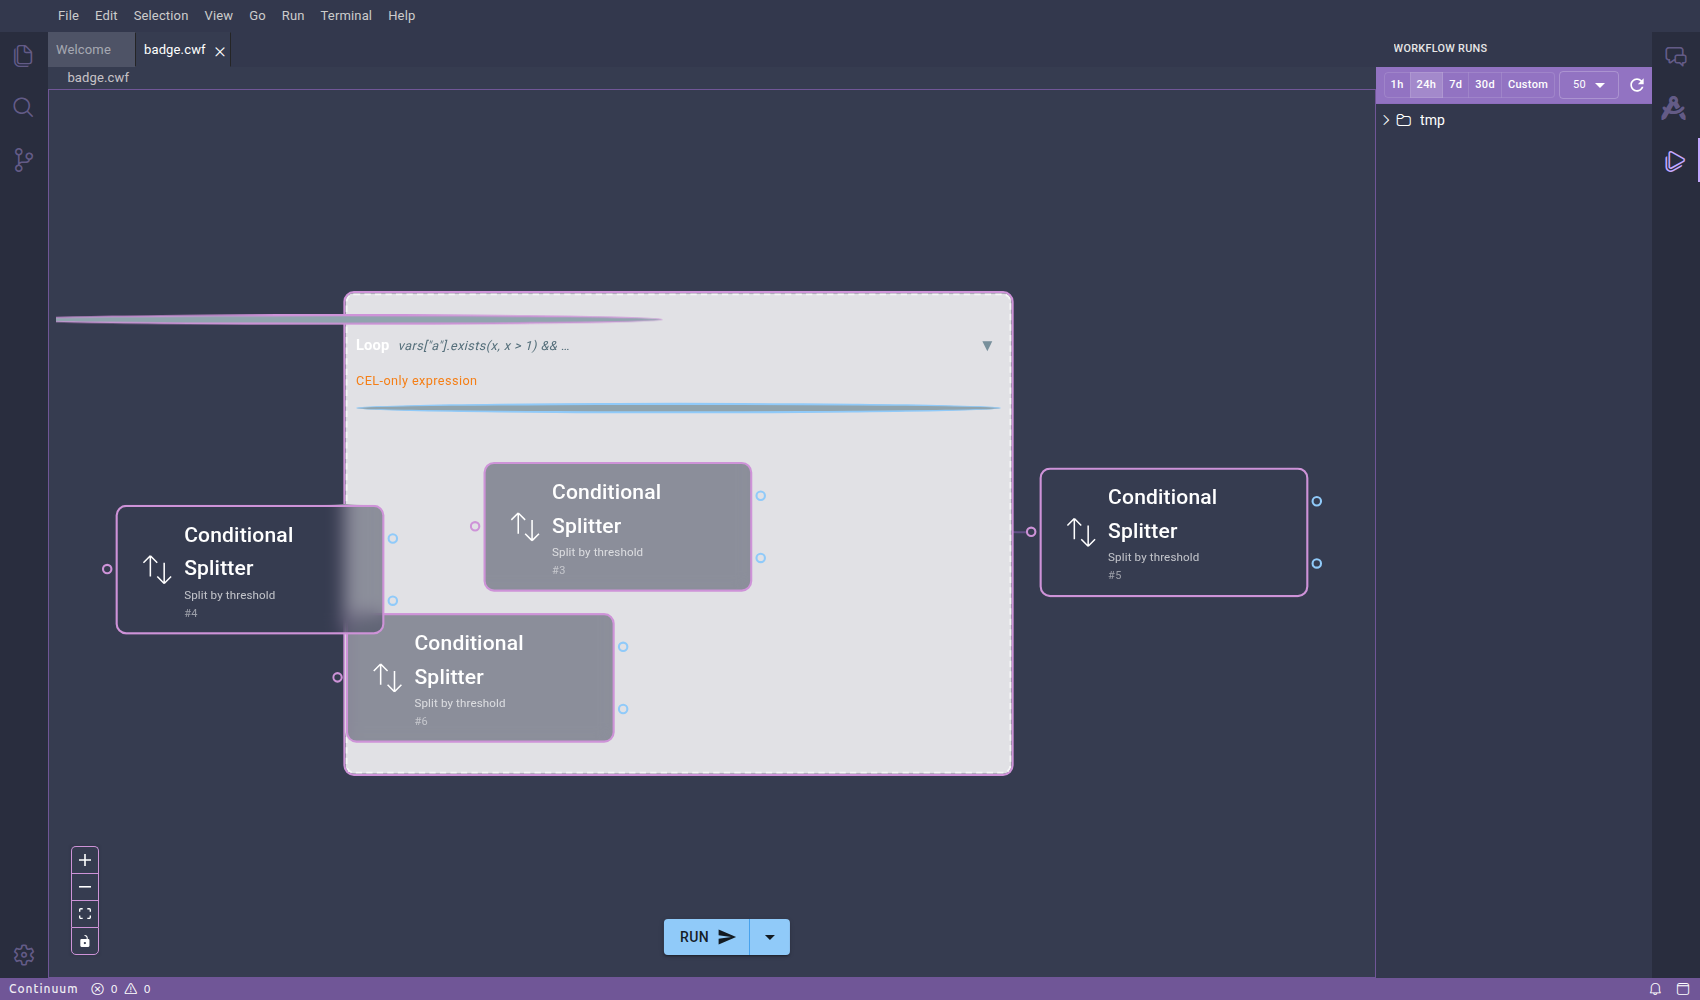 File Edit Selection View Go Run Terminal Help
Welcome badge.cwf
badge.cwf
WORKFLOW RUNS
1h 24h 7d 30d Custom 50
tmp
Loop vars["a"].exists(x, x > 1) && …
CEL-only expression
Conditional
Splitter
Split by threshold
#3
Conditional
Splitter
Split by threshold
#5
Conditional
Splitter
Split by threshold
#4
Conditional
Splitter
Split by threshold
#6
RUN
Continuum 0 0